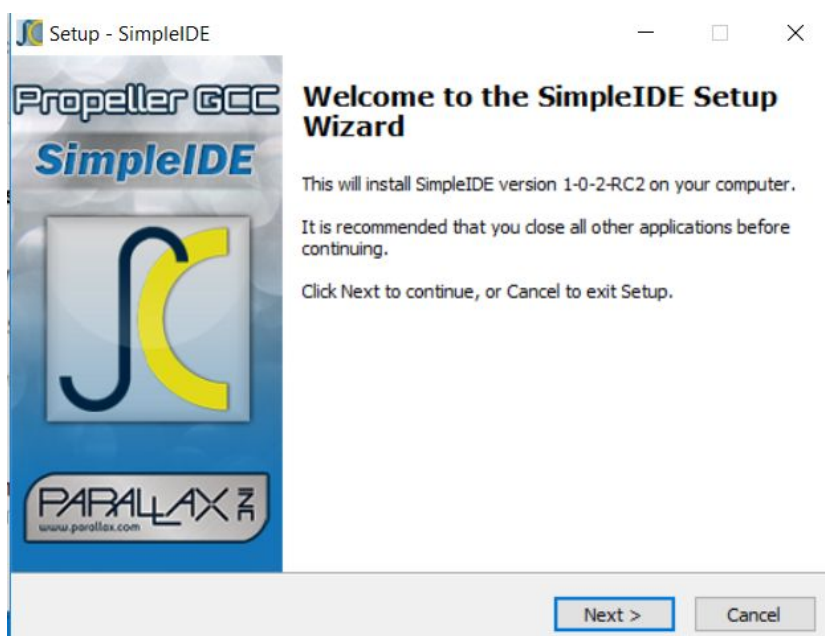 Setup - SimpleIDE
Propeller GCC
SimpleIDE
PARALLAX INC
www.parallax.com
Welcome to the SimpleIDE Setup
Wizard
This will install SimpleIDE version 1-0-2-RC2 on your computer.
It is recommended that you close all other applications before
continuing.
Click Next to continue, or Cancel to exit Setup.
Next >
Cancel